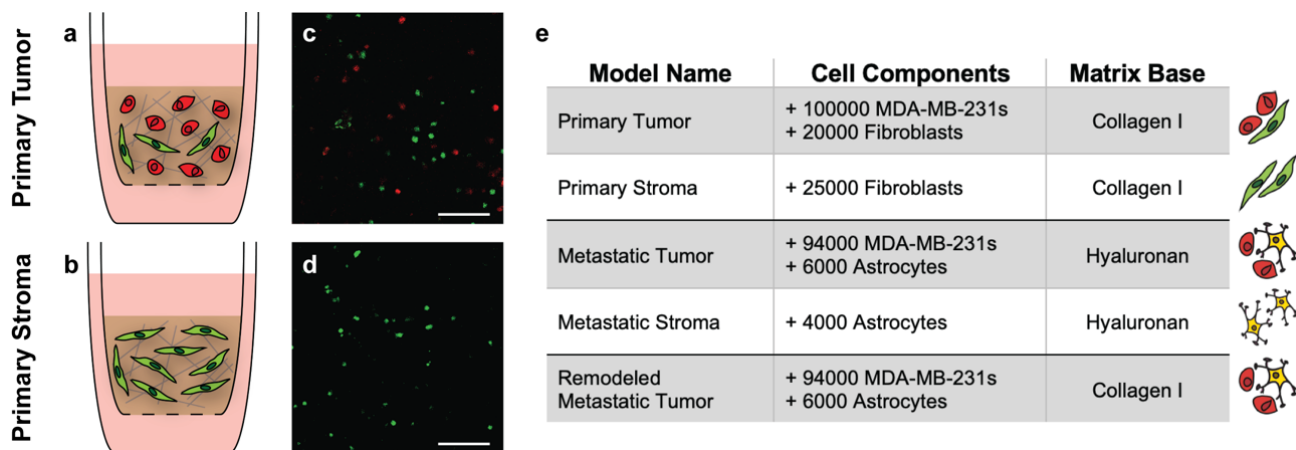 Primary Tumor
a
c
Primary Stroma
b
d
e
Model Name Cell Components Matrix Base
Primary Tumor + 100000 MDA-MB-231s Collagen I
+ 20000 Fibroblasts
Primary Stroma + 25000 Fibroblasts Collagen I
Metastatic Tumor + 94000 MDA-MB-231s Hyaluronan
+ 6000 Astrocytes
Metastatic Stroma + 4000 Astrocytes Hyaluronan
Remodeled + 94000 MDA-MB-231s Collagen I
Metastatic Tumor + 6000 Astrocytes